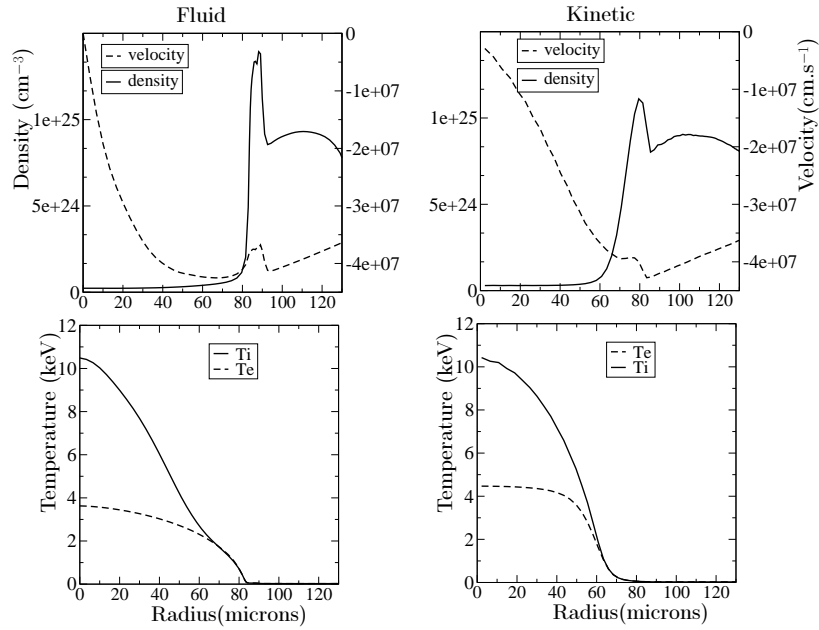 Fluid
Kinetic
velocity
density
Density (cm⁻³)
1e+25
5e+24
0
0 20 40 60 80 100 120
0
-1e+07
-2e+07
-3e+07
-4e+07
velocity
density
1e+25
5e+24
0
0 20 40 60 80 100 120
0
-1e+07
-2e+07
-3e+07
-4e+07
Velocity(cm.s⁻¹)
Ti
Te
Temperature (keV)
12
10
8
6
4
2
0
0 20 40 60 80 100 120
Radius(microns)
Te
Ti
Temperature (keV)
12
10
8
6
4
2
0
0 20 40 60 80 100 120
Radius(microns)